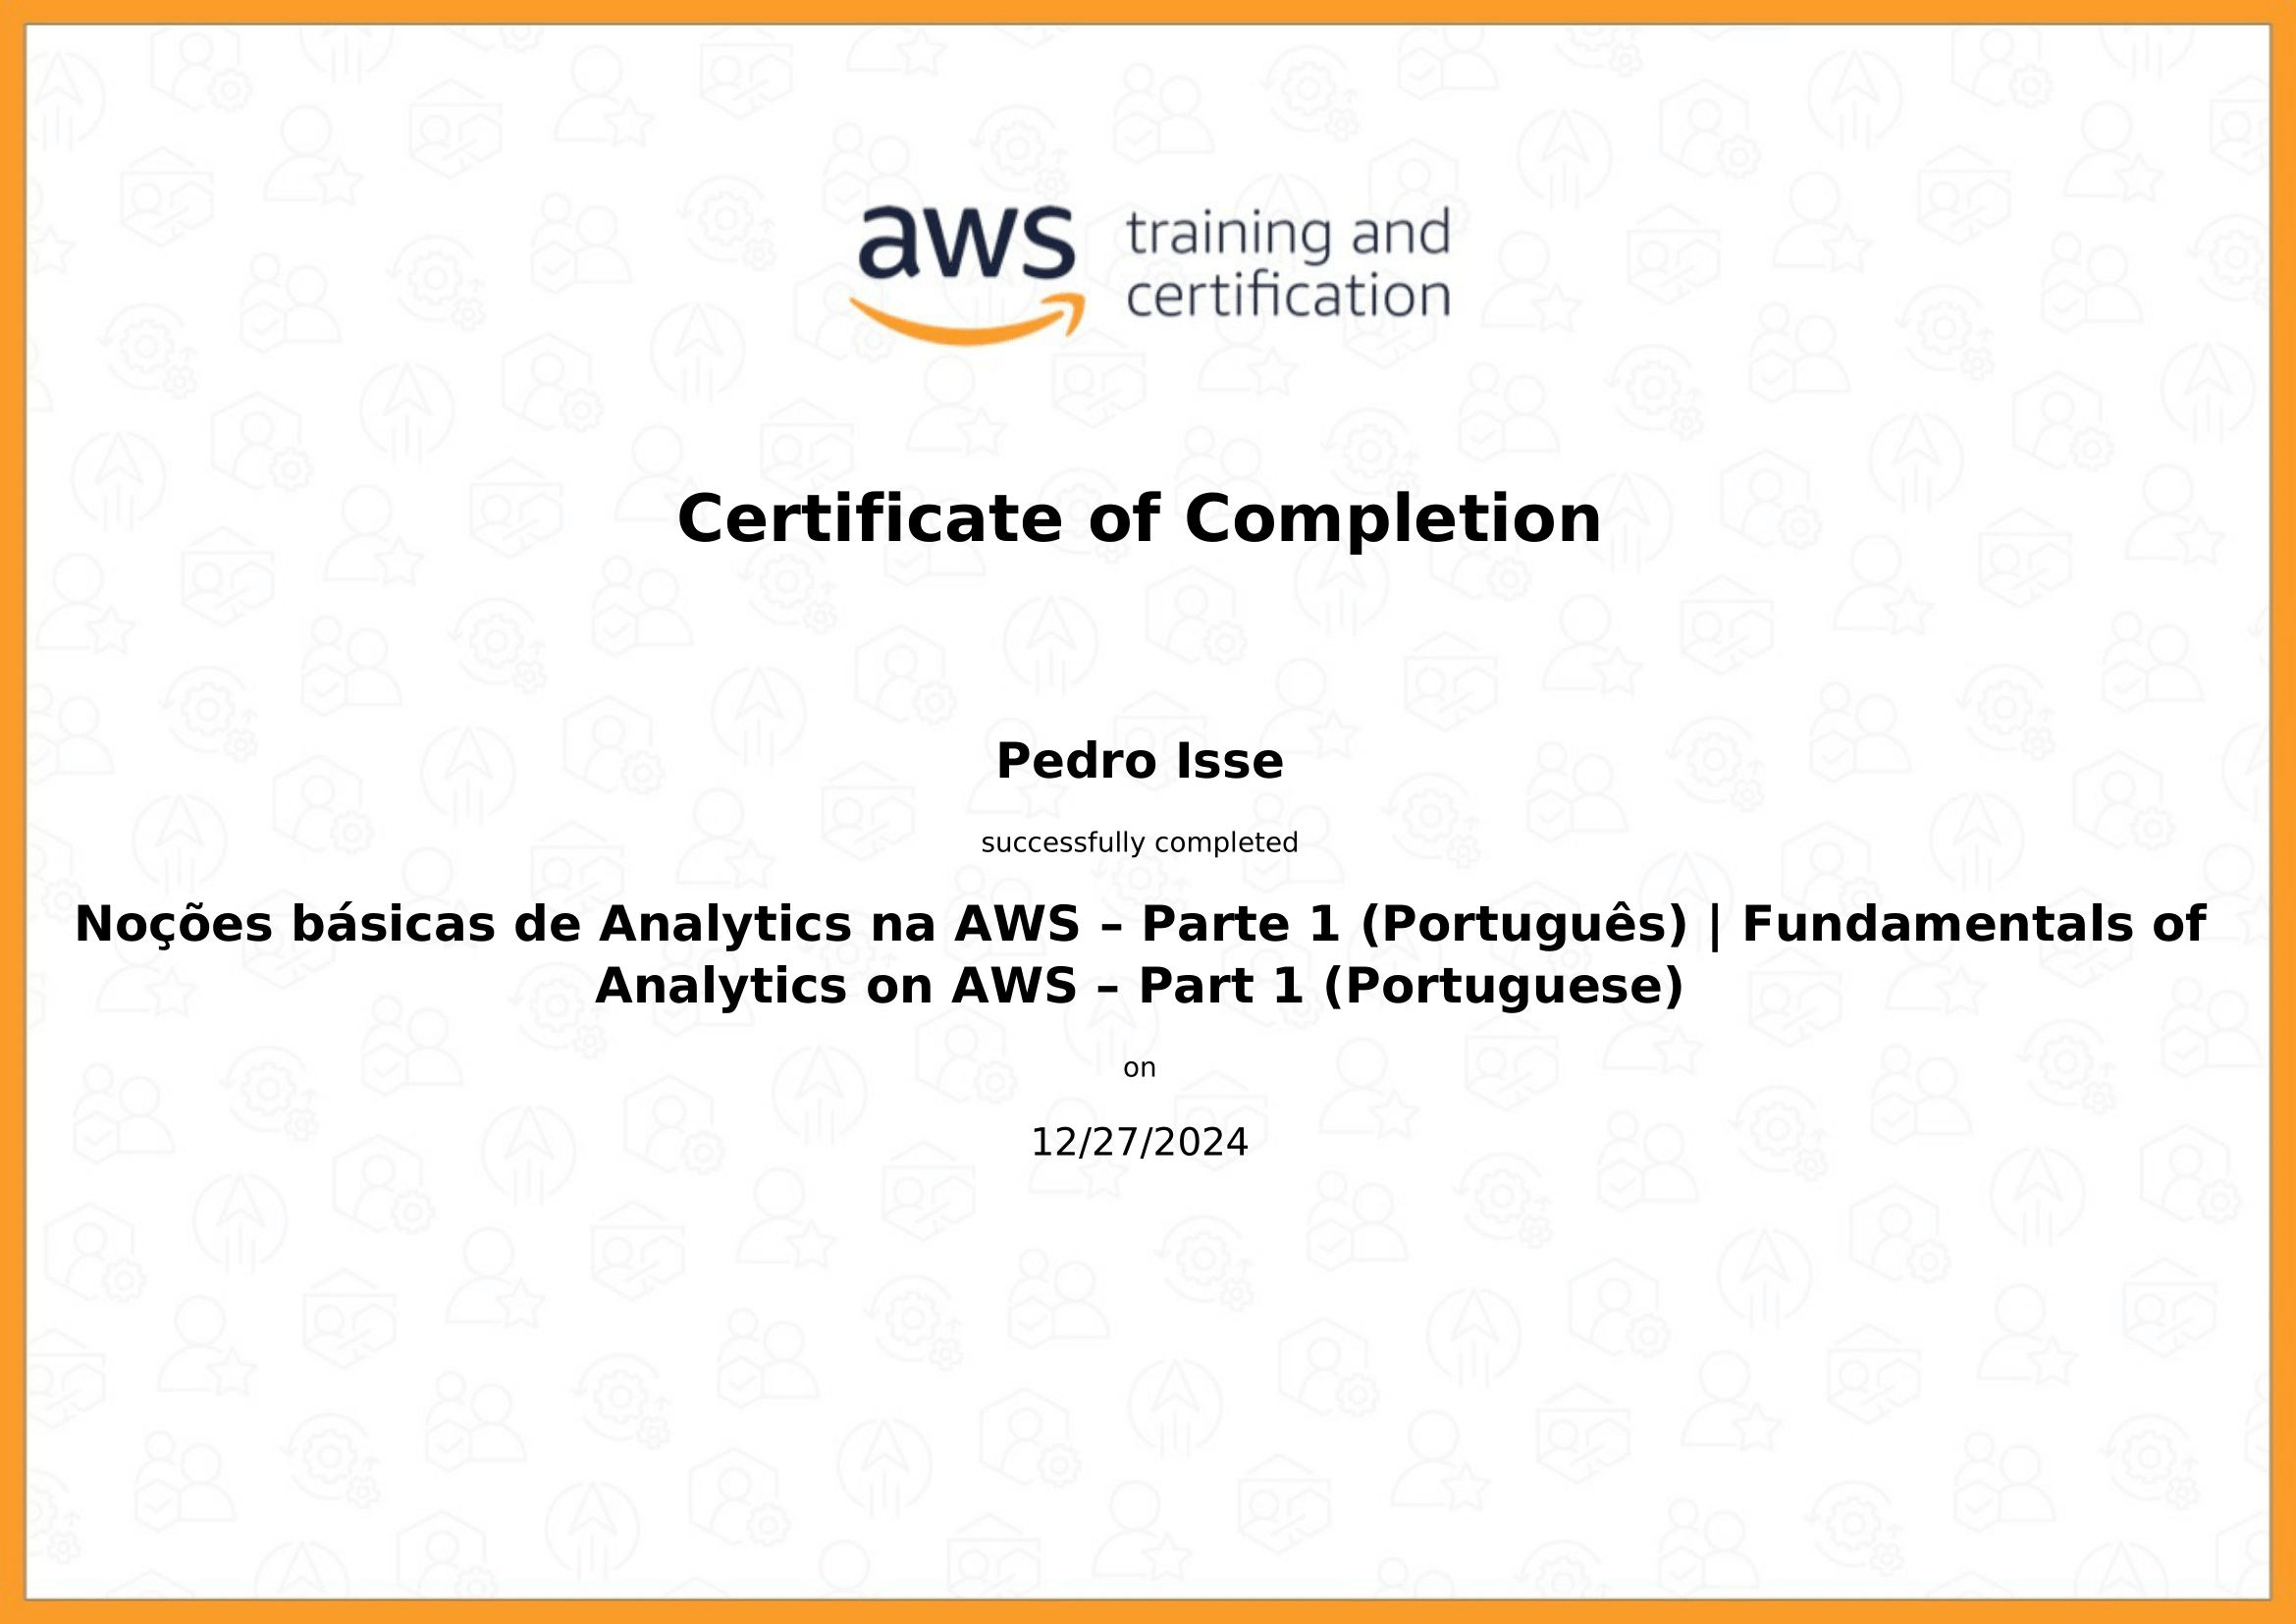 aws training and
certification
Certificate of Completion
Pedro Isse
successfully completed
Noções básicas de Analytics na AWS – Parte 1 (Português) | Fundamentals of
Analytics on AWS – Part 1 (Portuguese)
on
12/27/2024